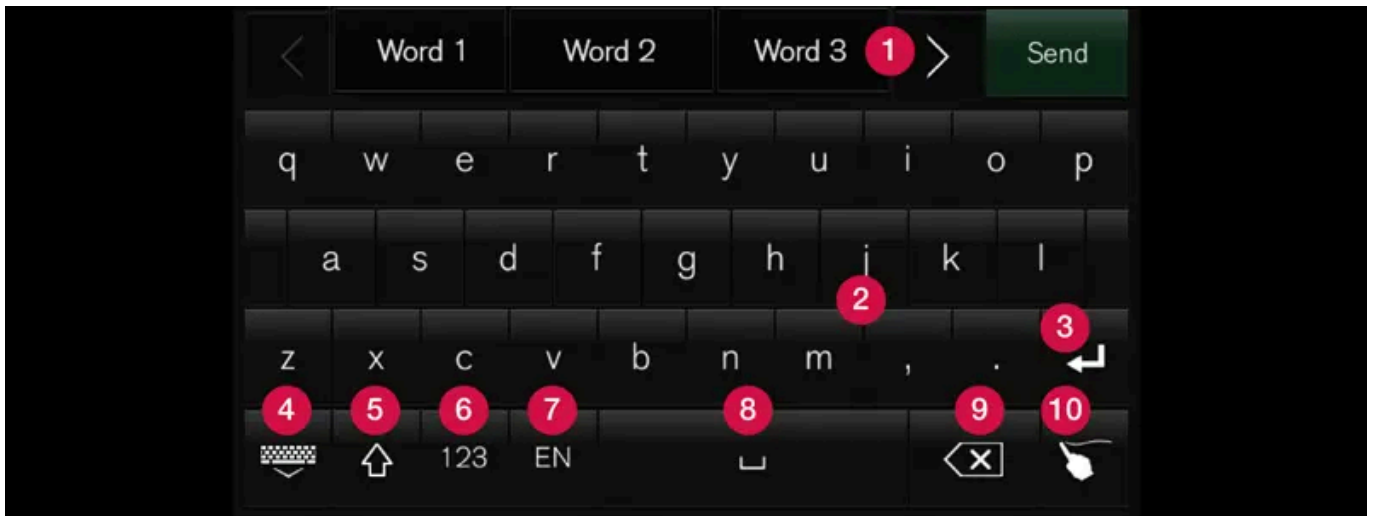 Word 1 Word 2 Word 3 1 Send
q w e r t y u i o p
a s d f g h j k l
2
3
z x c v b n m , .
4 5 6 7 8 9 10
123 EN